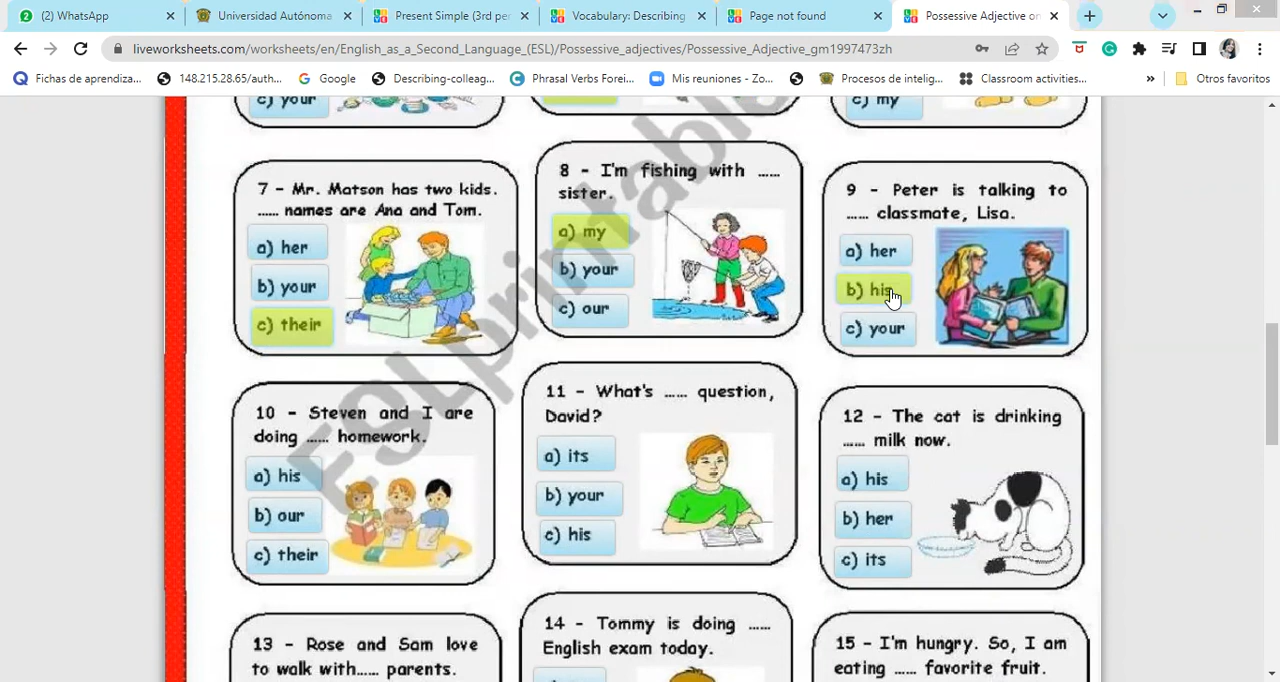 (2) WhatsApp
Universidad Autónoma
Present Simple (3rd per
Vocabulary: Describing
Page not found
Possessive Adjective on
liveworksheets.com/worksheets/en/English_as_a_Second_Language_(ESL)/Possessive_adjectives/Possessive_Adjective_gm1997473zh
Fichas de aprendiza...
148.215.28.65/auth...
Google
Describing-colleag...
Phrasal Verbs Forei...
Mis reuniones - Zo...
Procesos de intelig...
Classroom activities...
»
Otros favoritos
c) your
c) my
7 - Mr. Matson has two kids.
...... names are Ana and Tom.
a) her
b) your
c) their
8 - I'm fishing with ......
sister.
a) my
b) your
c) our
9 - Peter is talking to
...... classmate, Lisa.
a) her
b) his
c) your
10 - Steven and I are
doing ...... homework.
a) his
b) our
c) their
11 - What's ...... question,
David?
a) its
b) your
c) his
12 - The cat is drinking
...... milk now.
a) his
b) her
c) its
13 - Rose and Sam love
to walk with...... parents.
14 - Tommy is doing ......
English exam today.
15 - I'm hungry. So, I am
eating ...... favorite fruit.